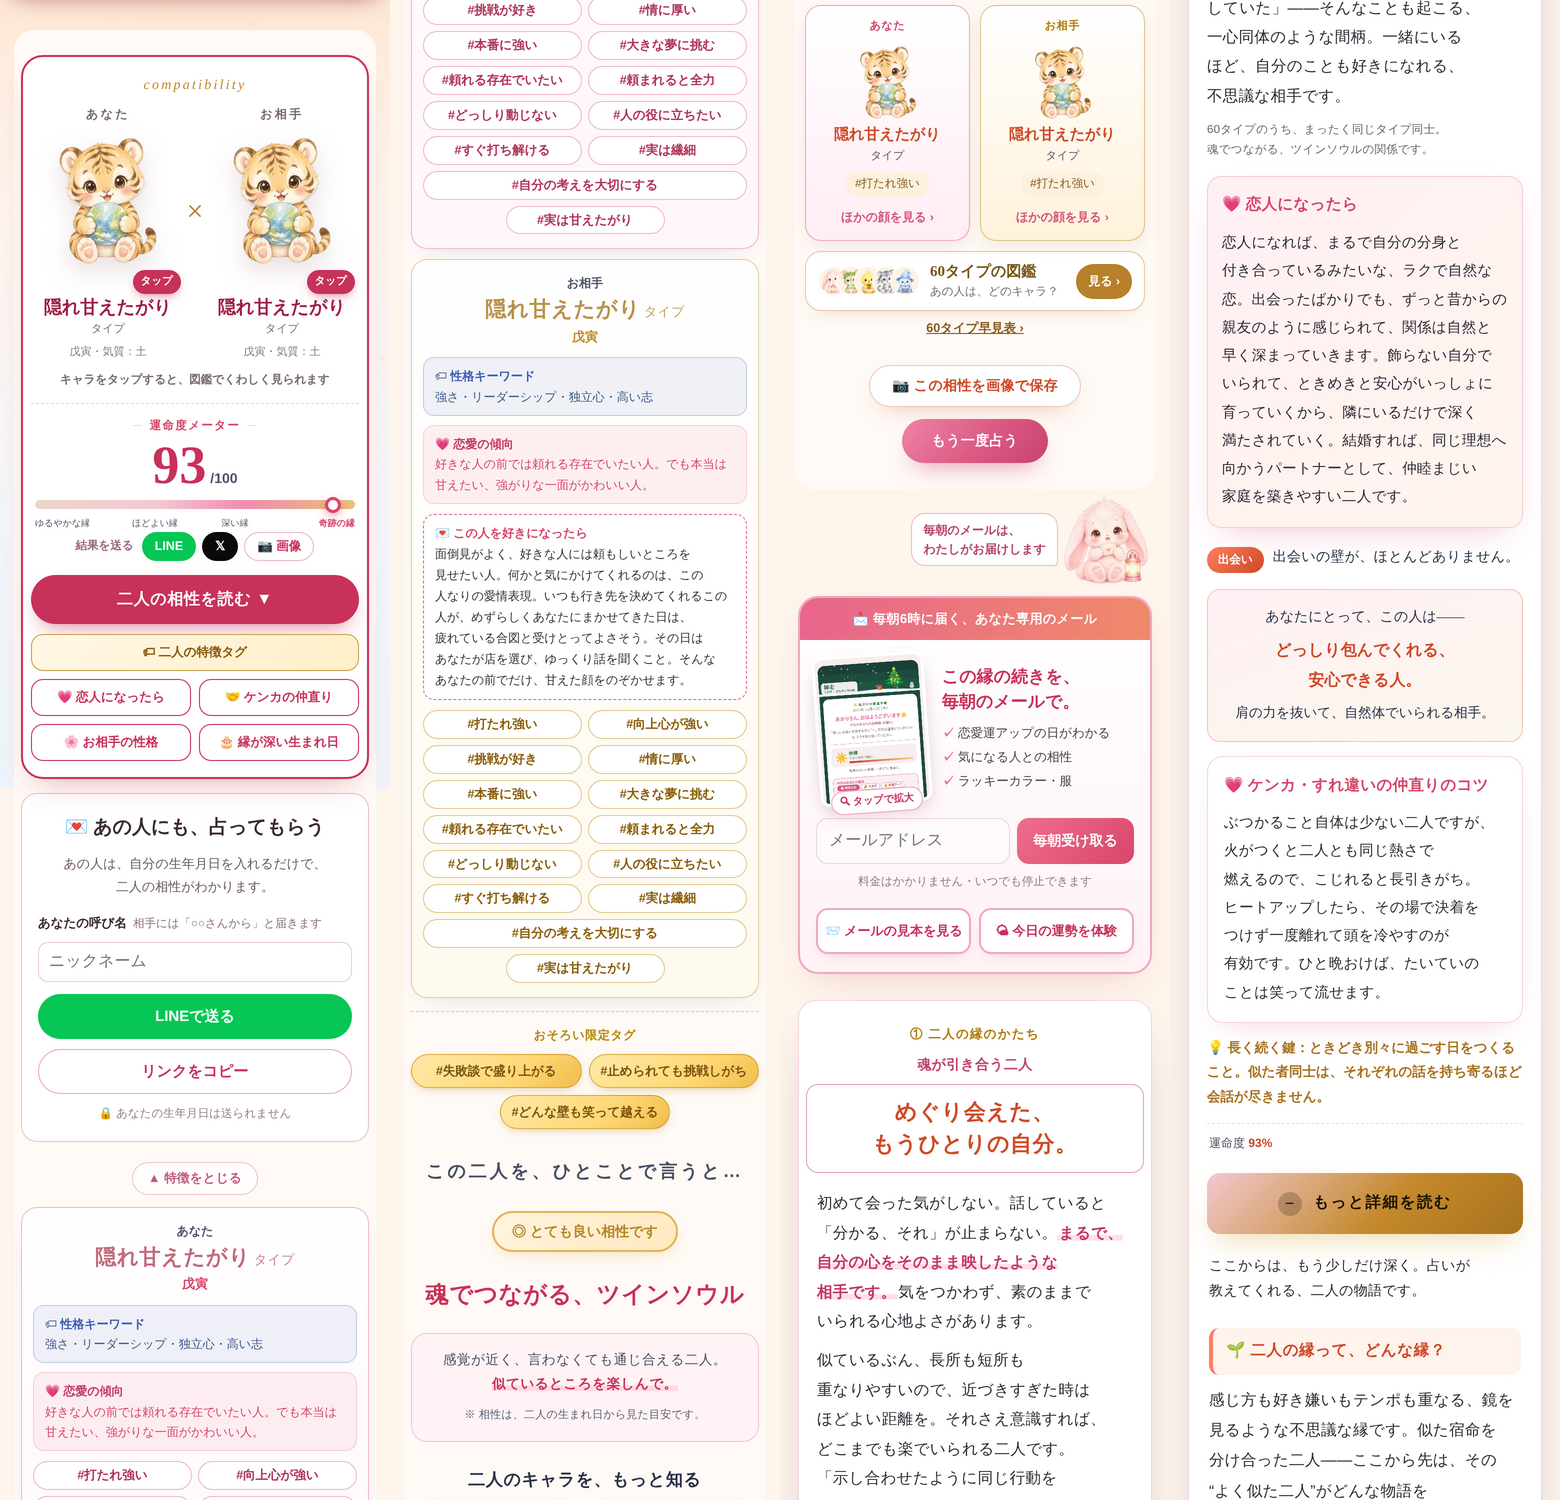 compatibility
あなた
お相手
×
タップ
タップ
隠れ甘えたがり
隠れ甘えたがり
タイプ
タイプ
戊寅・気質：土
戊寅・気質：土
キャラをタップすると、図鑑でくわしく見られます
運命度メーター
93 /100
ゆるやかな縁
ほどよい縁
深い縁
奇跡の縁
結果を送る
LINE
𝕏
📷 画像
二人の相性を読む ▼
🏷 二人の特徴タグ
💗 恋人になったら
🤝 ケンカの仲直り
🌸 お相手の性格
🎂 縁が深い生まれ日
💌 あの人にも、占ってもらう
あの人は、自分の生年月日を入れるだけで、
二人の相性がわかります。
あなたの呼び名 相手には「○○さんから」と届きます
ニックネーム
LINEで送る
リンクをコピー
🔒 あなたの生年月日は送られません
▲ 特徴をとじる
あなた
隠れ甘えたがり タイプ
戊寅
🏷 性格キーワード
強さ・リーダーシップ・独立心・高い志
💗 恋愛の傾向
好きな人の前では頼れる存在でいたい人。でも本当は
甘えたい、強がりな一面がかわいい人。
#打たれ強い
#向上心が強い
#挑戦が好き
#情に厚い
#本番に強い
#大きな夢に挑む
#頼れる存在でいたい
#頼まれると全力
#どっしり動じない
#人の役に立ちたい
#すぐ打ち解ける
#実は繊細
#自分の考えを大切にする
#実は甘えたがり
お相手
隠れ甘えたがり タイプ
戊寅
🏷 性格キーワード
強さ・リーダーシップ・独立心・高い志
💗 恋愛の傾向
好きな人の前では頼れる存在でいたい人。でも本当は
甘えたい、強がりな一面がかわいい人。
💌 この人を好きになったら
面倒見がよく、好きな人には頼もしいところを
見せたい人。何かと気にかけてくれるのは、この
人なりの愛情表現。いつも行き先を決めてくれるこの
人が、めずらしくあなたにまかせてきた日は、
疲れている合図と受けとってよさそう。その日は
あなたが店を選び、ゆっくり話を聞くこと。そんな
あなたの前でだけ、甘えた顔をのぞかせます。
#打たれ強い
#向上心が強い
#挑戦が好き
#情に厚い
#本番に強い
#大きな夢に挑む
#頼れる存在でいたい
#頼まれると全力
#どっしり動じない
#人の役に立ちたい
#すぐ打ち解ける
#実は繊細
#自分の考えを大切にする
#実は甘えたがり
おそろい限定タグ
#失敗談で盛り上がる
#止められても挑戦しがち
#どんな壁も笑って越える
この二人を、ひとことで言うと…
◎ とても良い相性です
魂でつながる、ツインソウル
感覚が近く、言わなくても通じ合える二人。
似ているところを楽しんで。
※ 相性は、二人の生まれ日から見た目安です。
二人のキャラを、もっと知る
あなた
お相手
隠れ甘えたがり
隠れ甘えたがり
タイプ
タイプ
#打たれ強い
#打たれ強い
ほかの顔を見る ›
ほかの顔を見る ›
60タイプの図鑑
あの人は、どのキャラ？
見る ›
60タイプ早見表 ›
📷 この相性を画像で保存
もう一度占う
毎朝のメールは、
わたしがお届けします
📩 毎朝6時に届く、あなた専用のメール
この縁の続きを、
毎朝のメールで。
✓ 恋愛運アップの日がわかる
✓ 気になる人との相性
✓ ラッキーカラー・服
🔍 タップで拡大
メールアドレス
毎朝受け取る
料金はかかりません・いつでも停止できます
📨 メールの見本を見る
🌤 今日の運勢を体験
① 二人の縁のかたち
魂が引き合う二人
めぐり会えた、
もうひとりの自分。
初めて会った気がしない。話していると
「分かる、それ」が止まらない。まるで、
自分の心をそのまま映したような
相手です。気をつかわず、素のままで
いられる心地よさがあります。
似ているぶん、長所も短所も
重なりやすいので、近づきすぎた時は
ほどよい距離を。それさえ意識すれば、
どこまでも楽でいられる二人です。
「示し合わせたように同じ行動を
していた」——そんなことも起こる、
一心同体のような間柄。一緒にいる
ほど、自分のことも好きになれる、
不思議な相手です。
60タイプのうち、まったく同じタイプ同士。
魂でつながる、ツインソウルの関係です。
💗 恋人になったら
恋人になれば、まるで自分の分身と
付き合っているみたいな、ラクで自然な
恋。出会ったばかりでも、ずっと昔からの
親友のように感じられて、関係は自然と
早く深まっていきます。飾らない自分で
いられて、ときめきと安心がいっしょに
育っていくから、隣にいるだけで深く
満たされていく。結婚すれば、同じ理想へ
向かうパートナーとして、仲睦まじい
家庭を築きやすい二人です。
出会い 出会いの壁が、ほとんどありません。
あなたにとって、この人は——
どっしり包んでくれる、
安心できる人。
肩の力を抜いて、自然体でいられる相手。
💗 ケンカ・すれ違いの仲直りのコツ
ぶつかること自体は少ない二人ですが、
火がつくと二人とも同じ熱さで
燃えるので、こじれると長引きがち。
ヒートアップしたら、その場で決着を
つけず一度離れて頭を冷やすのが
有効です。ひと晩おけば、たいていの
ことは笑って流せます。
💡 長く続く鍵：ときどき別々に過ごす日をつくる
こと。似た者同士は、それぞれの話を持ち寄るほど
会話が尽きません。
運命度 93%
− もっと詳細を読む
ここからは、もう少しだけ深く。占いが
教えてくれる、二人の物語です。
🌱 二人の縁って、どんな縁？
感じ方も好き嫌いもテンポも重なる、鏡を
見るような不思議な縁です。似た宿命を
分け合った二人——ここから先は、その
“よく似た二人”がどんな物語を